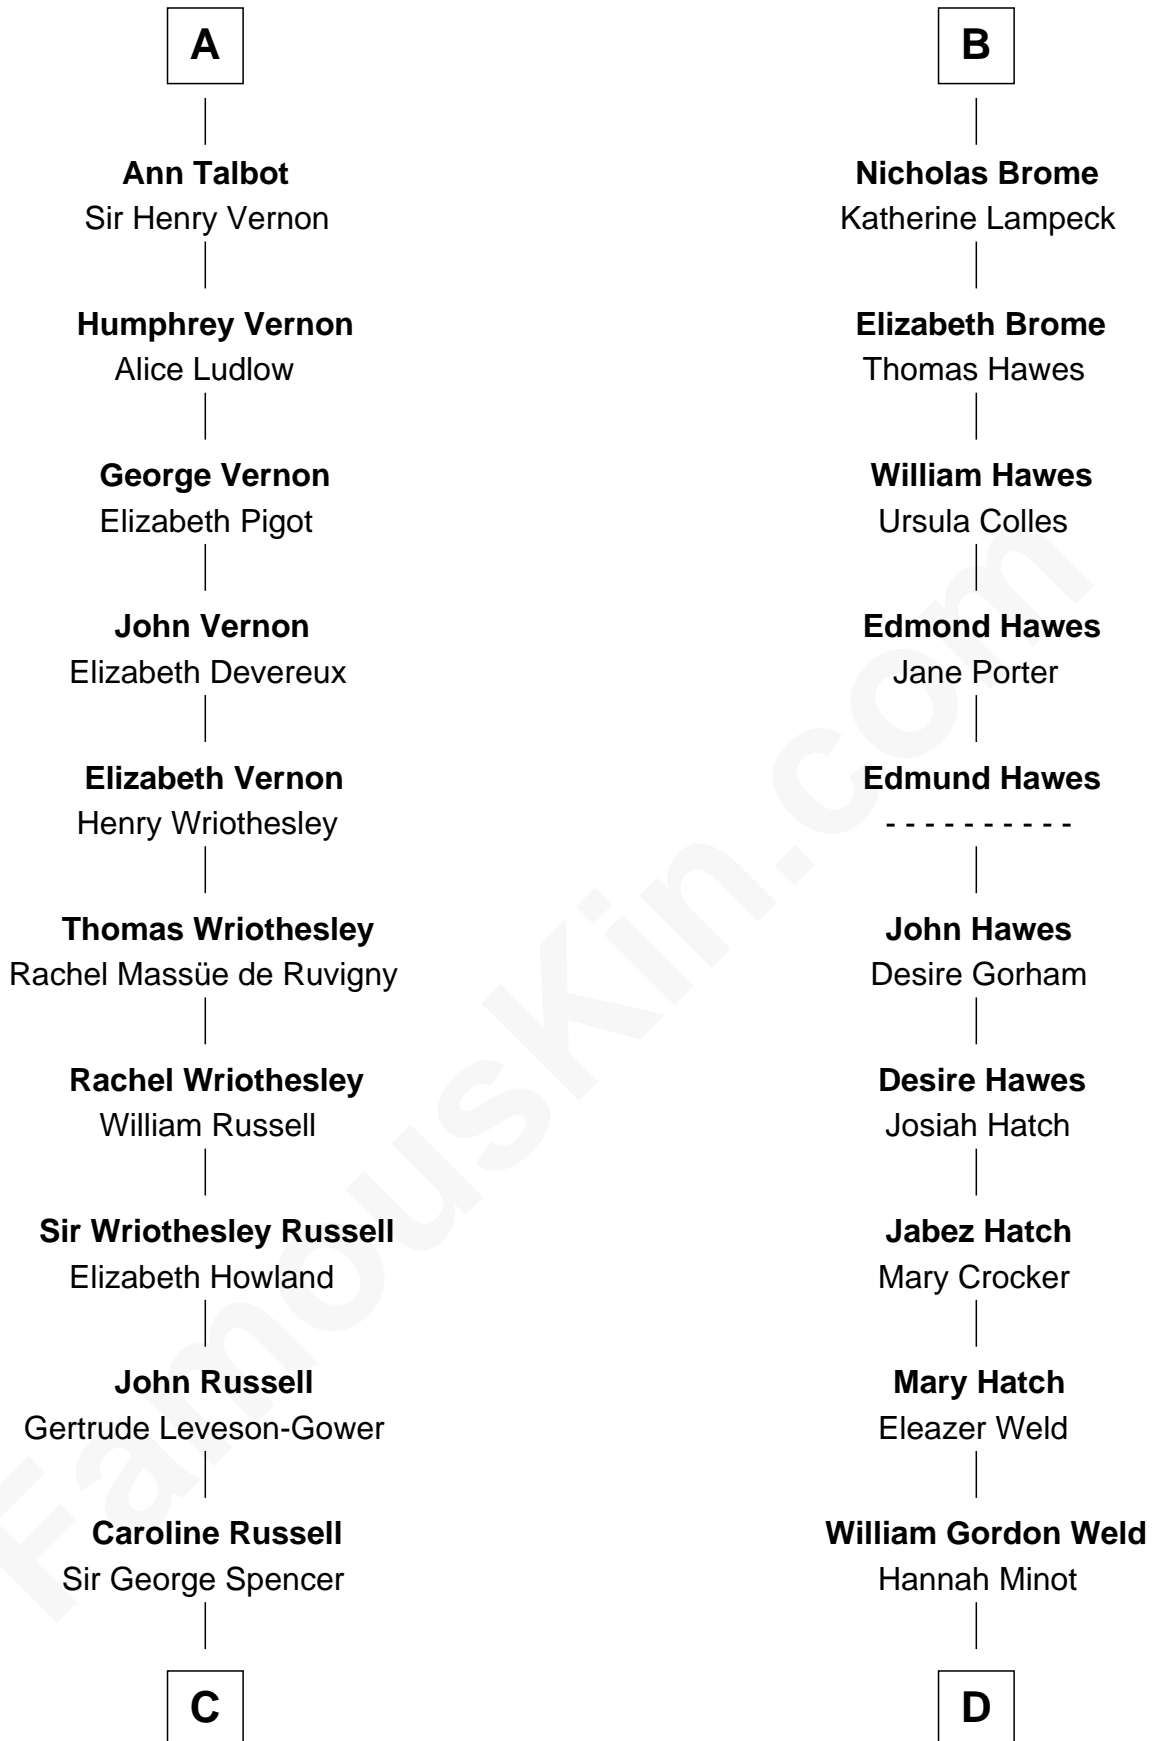 A
Ann Talbot
Sir Henry Vernon
Humphrey Vernon
Alice Ludlow
George Vernon
Elizabeth Pigot
John Vernon
Elizabeth Devereux
Elizabeth Vernon
Henry Wriothesley
Thomas Wriothesley
Rachel Massüe de Ruvigny
Rachel Wriothesley
William Russell
Sir Wriothesley Russell
Elizabeth Howland
John Russell
Gertrude Leveson-Gower
Caroline Russell
Sir George Spencer
C
B
Nicholas Brome
Katherine Lampeck
Elizabeth Brome
Thomas Hawes
William Hawes
Ursula Colles
Edmond Hawes
Jane Porter
Edmund Hawes
- - - - - - - - - -
John Hawes
Desire Gorham
Desire Hawes
Josiah Hatch
Jabez Hatch
Mary Crocker
Mary Hatch
Eleazer Weld
William Gordon Weld
Hannah Minot
D
FamousKin.com